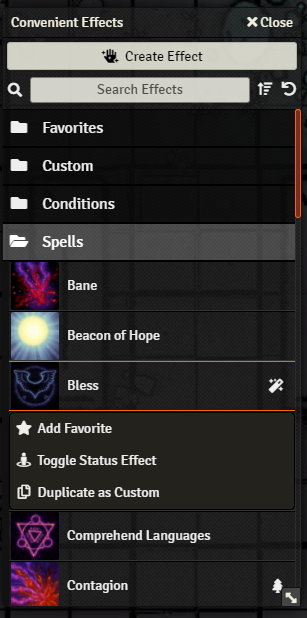 Convenient Effects
Close
Create Effect
Search Effects
Favorites
Custom
Conditions
Spells
Bane
Beacon of Hope
Bless
Add Favorite
Toggle Status Effect
Duplicate as Custom
Comprehend Languages
Contagion